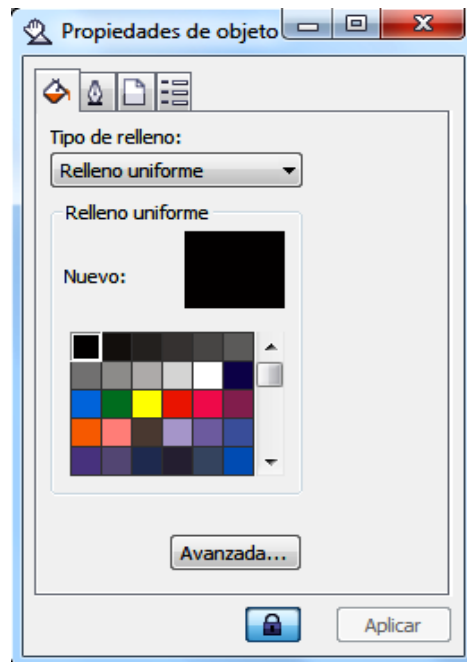 Propiedades de objeto
Tipo de relleno:
Relleno uniforme
Relleno uniforme
Nuevo:
Avanzada...
Aplicar